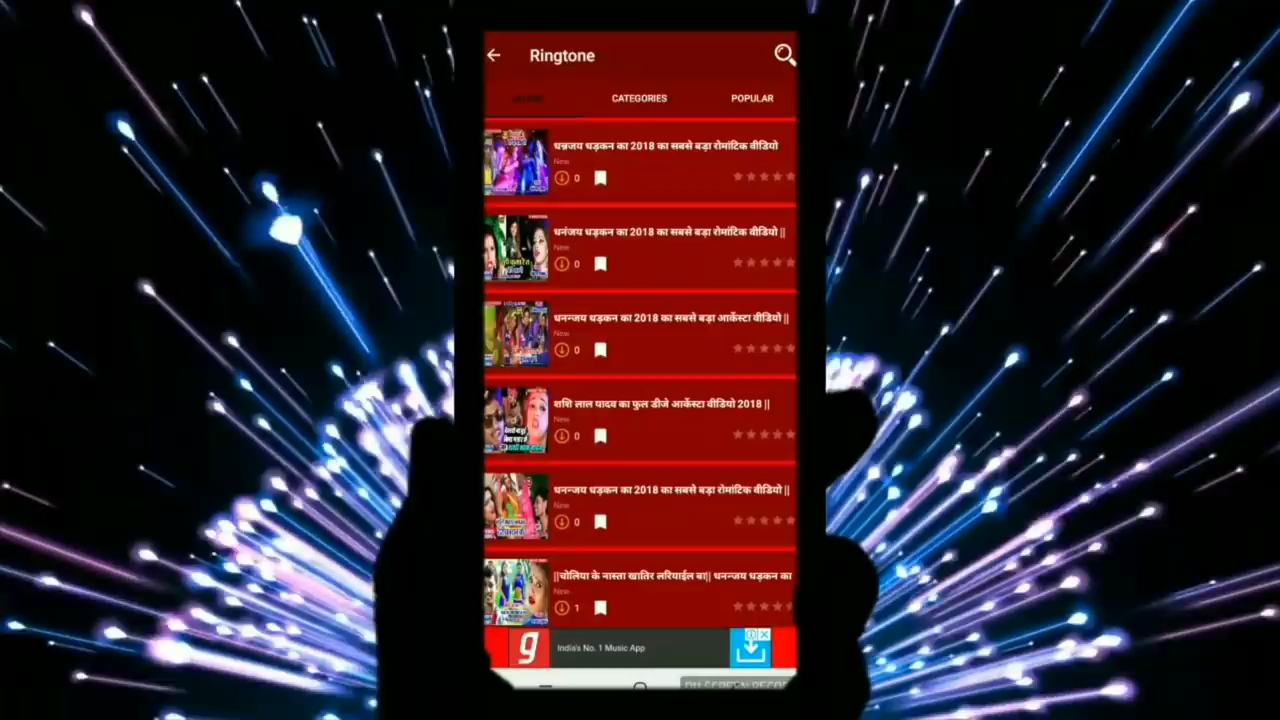 Ringtone
CATEGORIES
POPULAR
धन्नजय धड़कन का 2018 का सबसे बड़ा रोमांटिक वीडियो
New
0
धनंजय धड़कन का 2018 का सबसे बड़ा रोमांटिक वीडियो ||
New
0
धनन्जय धड़कन का 2018 का सबसे बड़ा आर्केस्टा वीडियो ||
New
0
शशि लाल यादव का फुल डीजे आर्केस्टा वीडियो 2018 ||
New
0
धनन्जय धड़कन का 2018 का सबसे बड़ा रोमांटिक वीडियो ||
New
0
||चोलिया के नास्ता खातिर लरियाईल बा|| धनन्जय धड़कन का
New
1
g
India's No. 1 Music App